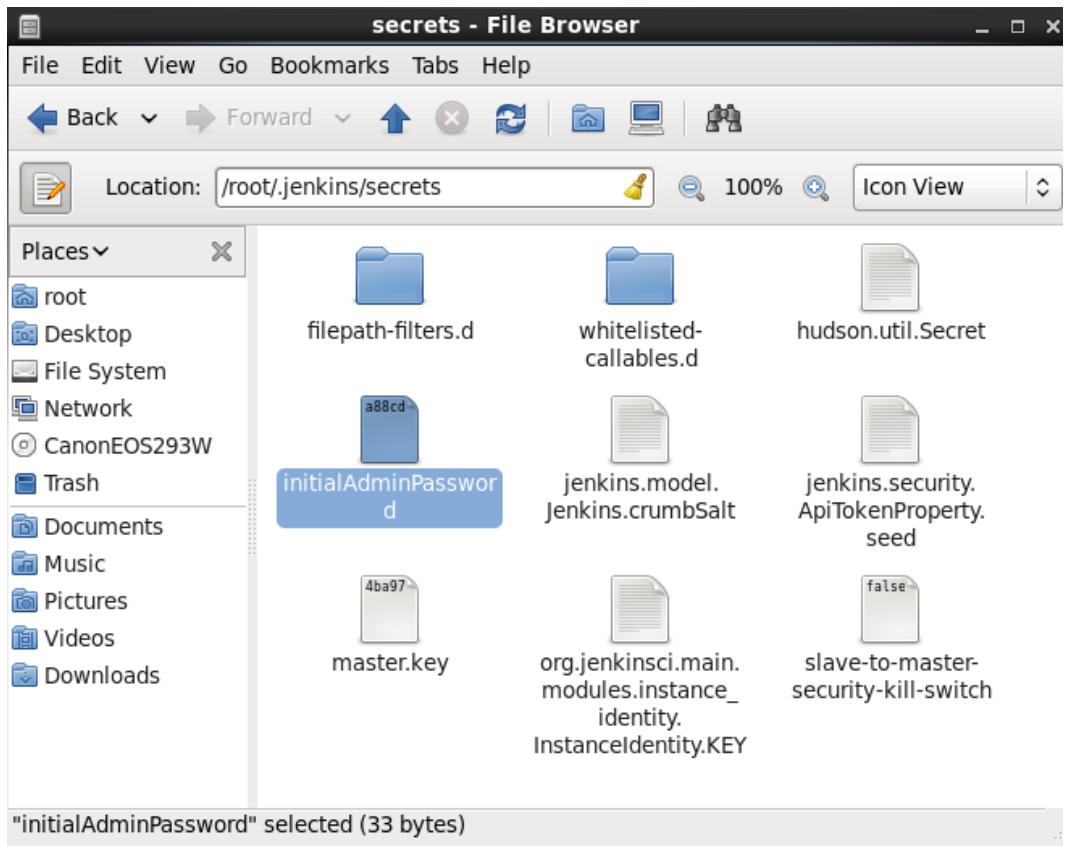 secrets - File Browser
File Edit View Go Bookmarks Tabs Help
Back Forward
Location: /root/.jenkins/secrets 100% Icon View
Places
root
Desktop
File System
Network
CanonEOS293W
Trash
Documents
Music
Pictures
Videos
Downloads
filepath-filters.d
whitelisted-
callables.d
hudson.util.Secret
a88cd
initialAdminPasswor
d
jenkins.model.
Jenkins.crumbSalt
jenkins.security.
ApiTokenProperty.
seed
4ba97
master.key
org.jenkinsci.main.
modules.instance_
identity.
InstanceIdentity.KEY
false
slave-to-master-
security-kill-switch
"initialAdminPassword" selected (33 bytes)